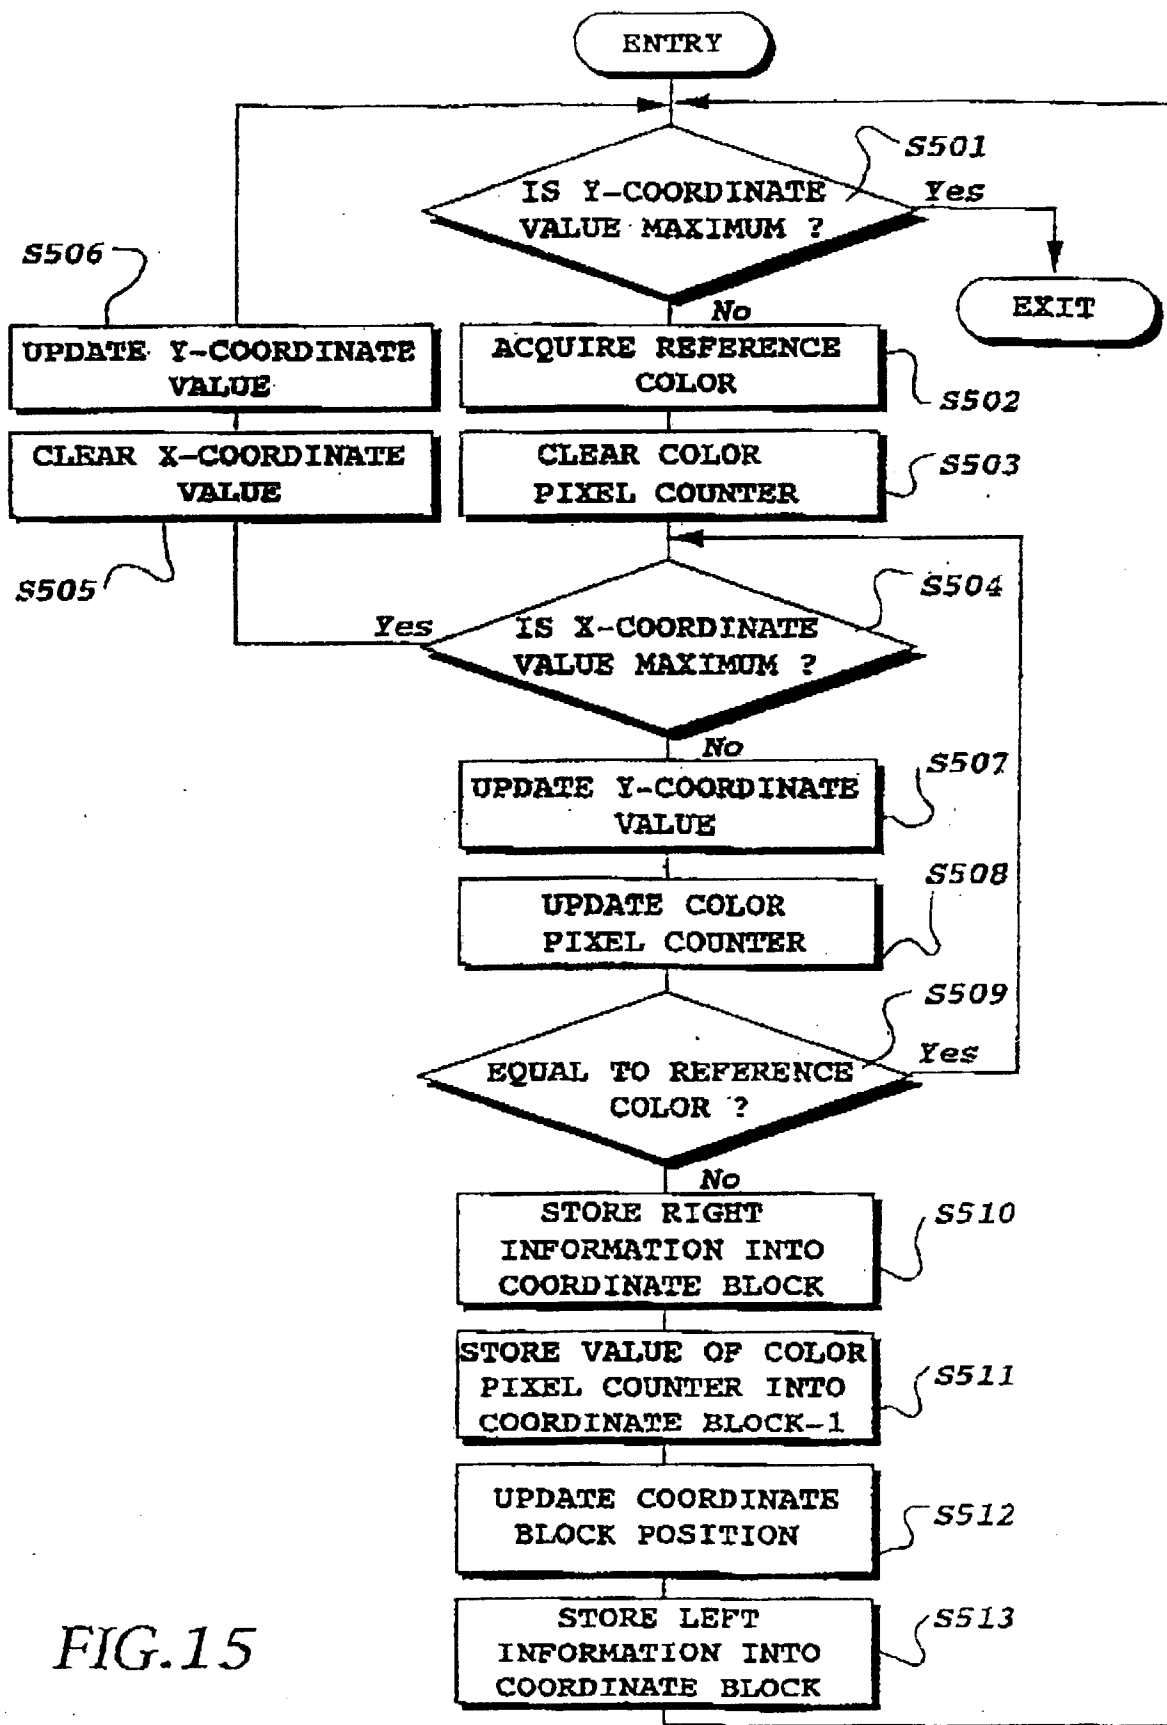 ENTRY
S501
IS Y-COORDINATE
VALUE MAXIMUM ?
Yes
EXIT
No
S506
UPDATE Y-COORDINATE
VALUE
ACQUIRE REFERENCE
COLOR
S502
CLEAR X-COORDINATE
VALUE
CLEAR COLOR
PIXEL COUNTER
S503
S505
S504
Yes
IS X-COORDINATE
VALUE MAXIMUM ?
No
S507
UPDATE Y-COORDINATE
VALUE
S508
UPDATE COLOR
PIXEL COUNTER
S509
Yes
EQUAL TO REFERENCE
COLOR ?
No
STORE RIGHT
INFORMATION INTO
COORDINATE BLOCK
S510
STORE VALUE OF COLOR
PIXEL COUNTER INTO
COORDINATE BLOCK-1
S511
UPDATE COORDINATE
BLOCK POSITION
S512
STORE LEFT
INFORMATION INTO
COORDINATE BLOCK
S513
FIG.15